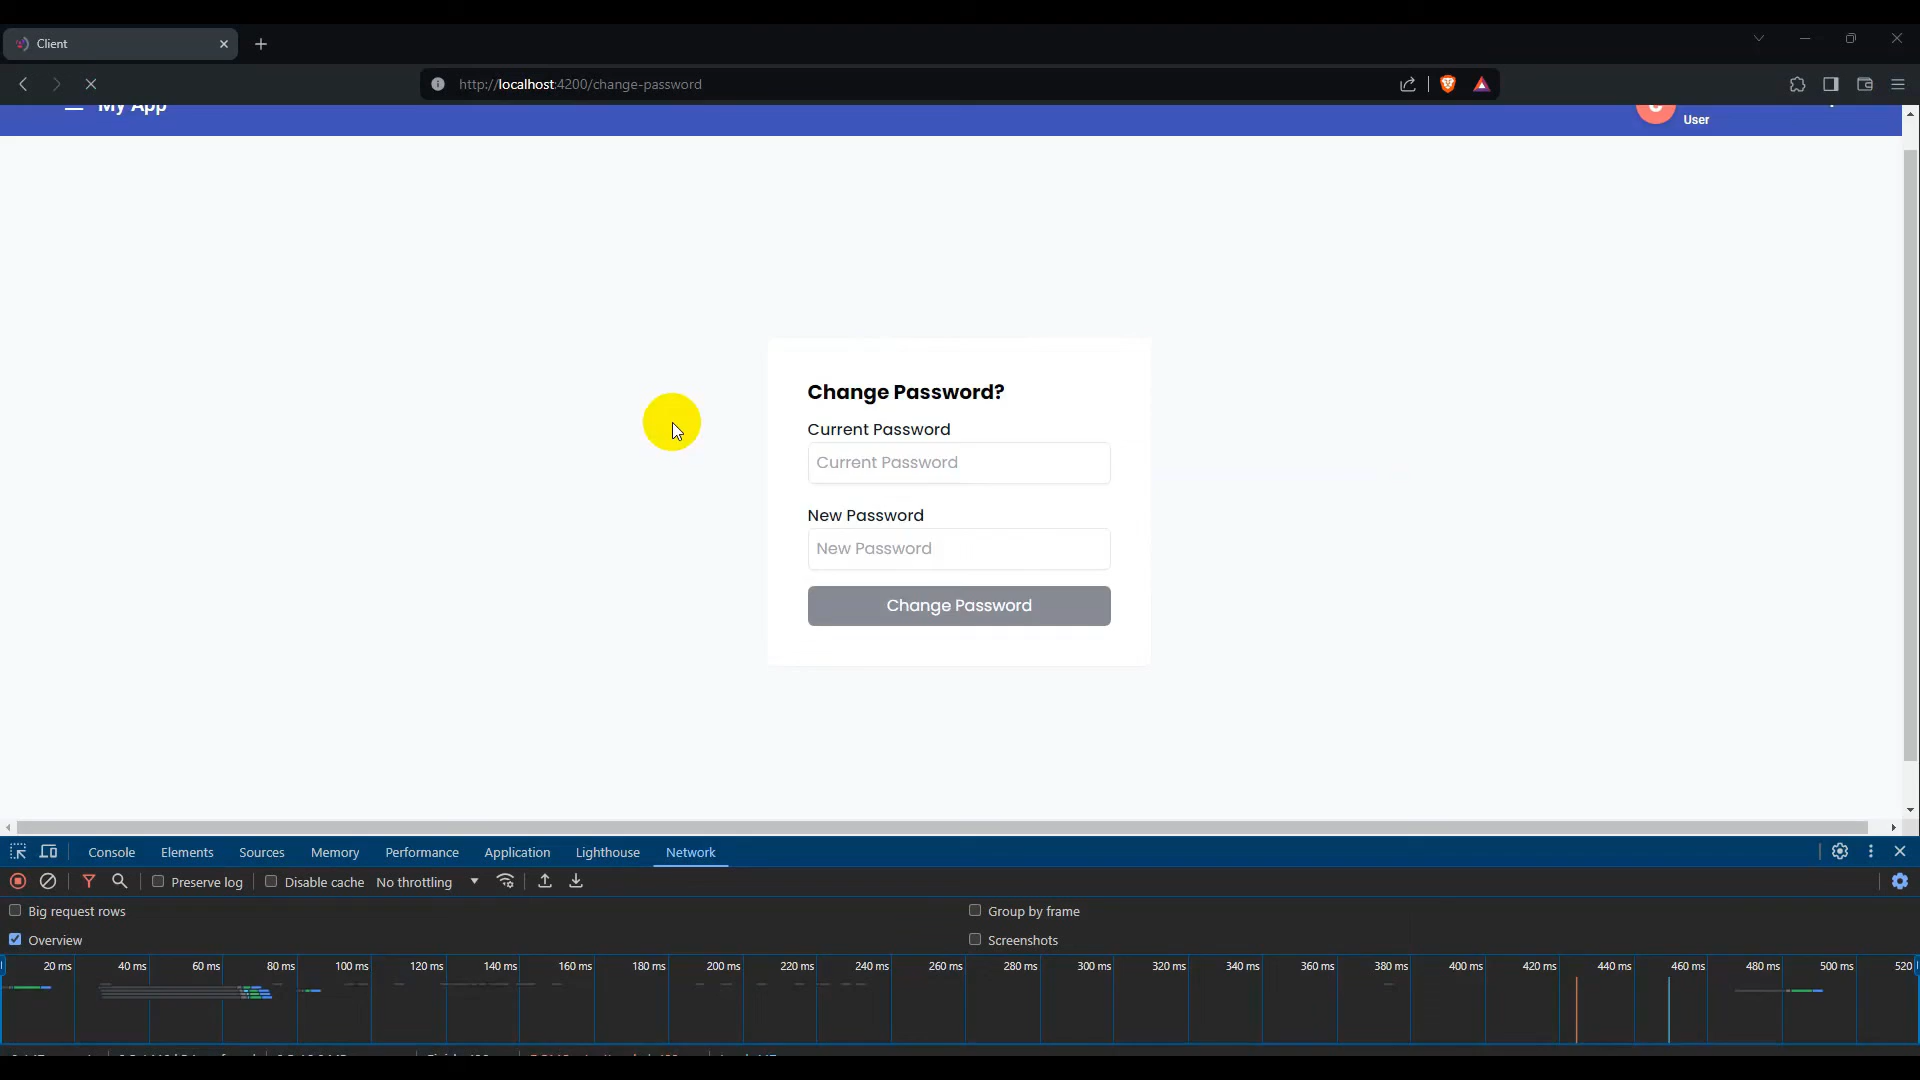 Client
http://localhost:4200/change-password
My App
User
Change Password?
Current Password
Current Password
New Password
New Password
Change Password
Console Elements Sources Memory Performance Application Lighthouse Network
Preserve log Disable cache No throttling
Big request rows Group by frame
Overview Screenshots
20 ms 40 ms 60 ms 80 ms 100 ms 120 ms 140 ms 160 ms 180 ms 200 ms 220 ms 240 ms 260 ms 280 ms 300 ms 320 ms 340 ms 360 ms 380 ms 400 ms 420 ms 440 ms 460 ms 480 ms 500 ms 520